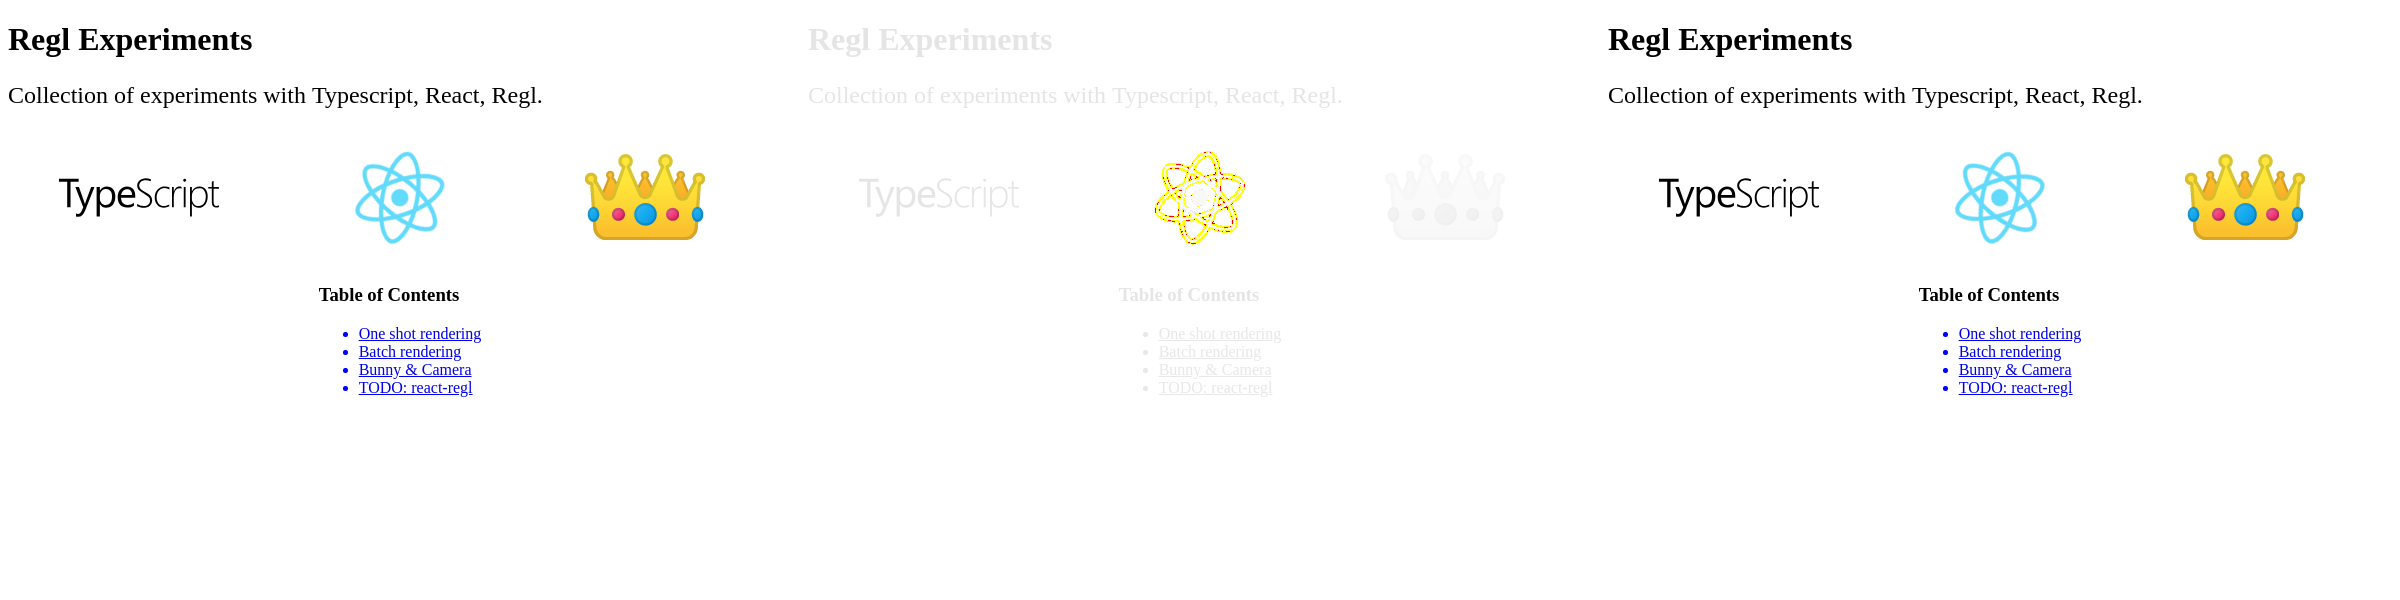 Regl Experiments
Collection of experiments with Typescript, React, Regl.
TypeScript
Table of Contents
One shot rendering
Batch rendering
Bunny & Camera
TODO: react-regl
Regl Experiments
Collection of experiments with Typescript, React, Regl.
TypeScript
Table of Contents
One shot rendering
Batch rendering
Bunny & Camera
TODO: react-regl
Regl Experiments
Collection of experiments with Typescript, React, Regl.
TypeScript
Table of Contents
One shot rendering
Batch rendering
Bunny & Camera
TODO: react-regl